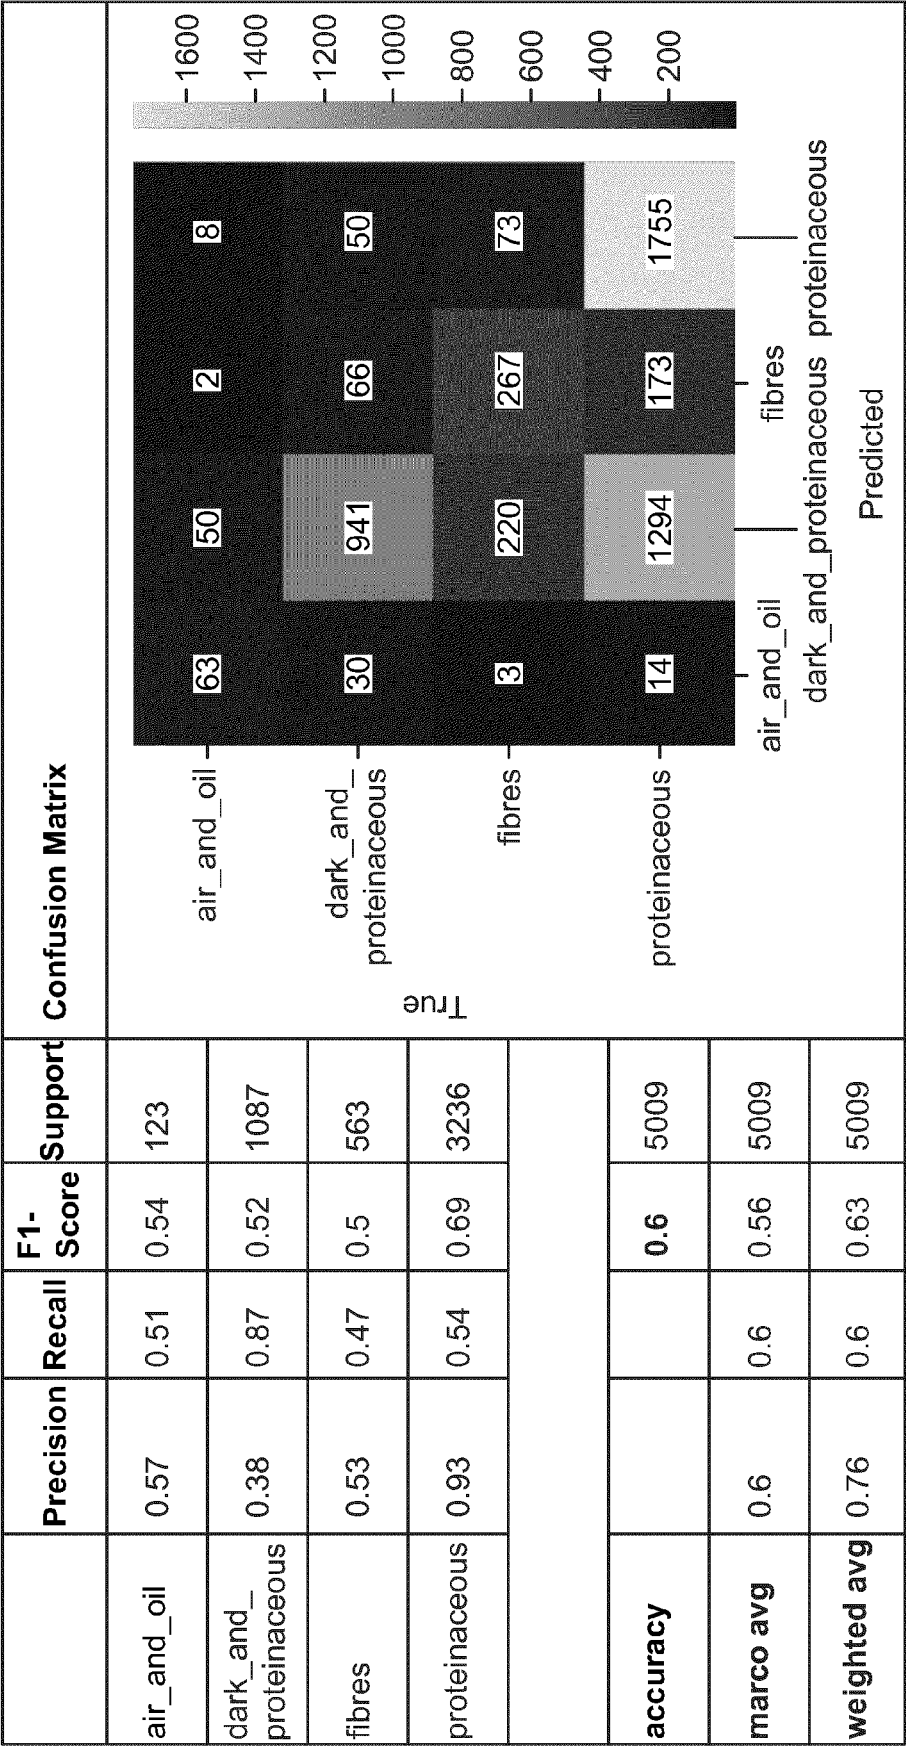 Precision Recall F1- Support Confusion Matrix
Score
air_and_oil 0.57 0.51 0.54 123
dark_and_ 0.38 0.87 0.52 1087
proteinaceous
fibres 0.53 0.47 0.5 563
proteinaceous 0.93 0.54 0.69 3236
accuracy 0.6 5009
marco avg 0.6 0.6 0.56 5009
weighted avg 0.76 0.6 0.63 5009
True
air_and_oil 63 50 2 8
dark_and_ 30 941 66 50
proteinaceous
fibres 3 220 267 73
proteinaceous 14 1294 173 1755
air_and_oil fibres
dark_and_proteinaceous proteinaceous
Predicted
1600
1400
1200
1000
800
600
400
200